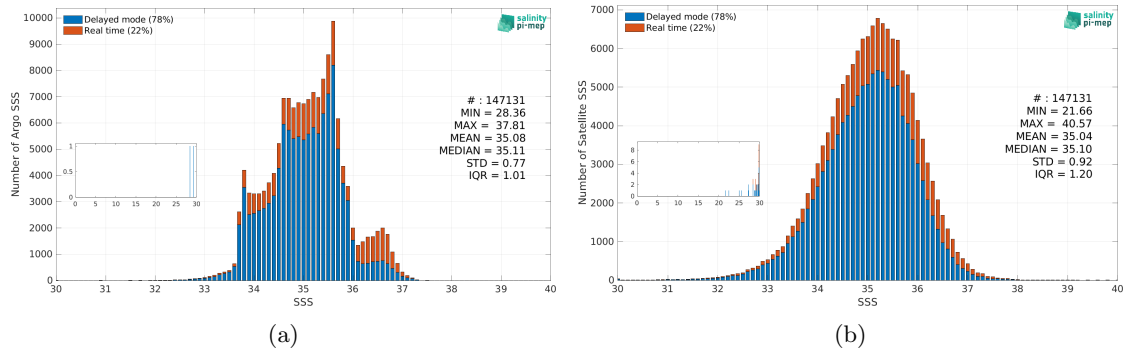 Delayed mode (78%)
Real time (22%)
salinity
pi-mep
# : 147131
MIN = 28.36
MAX = 37.81
MEAN = 35.08
MEDIAN = 35.11
STD = 0.77
IQR = 1.01
Number of Argo SSS
10000
9000
8000
7000
6000
5000
4000
3000
2000
1000
0
1
0.5
0
0 5 10 15 20 25 30
30 31 32 33 34 35 36 37 38 39 40
SSS
(a)
Delayed mode (78%)
Real time (22%)
salinity
pi-mep
# : 147131
MIN = 21.66
MAX = 40.57
MEAN = 35.04
MEDIAN = 35.10
STD = 0.92
IQR = 1.20
Number of Satellite SSS
7000
6000
5000
4000
3000
2000
1000
0
8
6
4
2
0
0 5 10 15 20 25 30
30 31 32 33 34 35 36 37 38 39 40
SSS
(b)